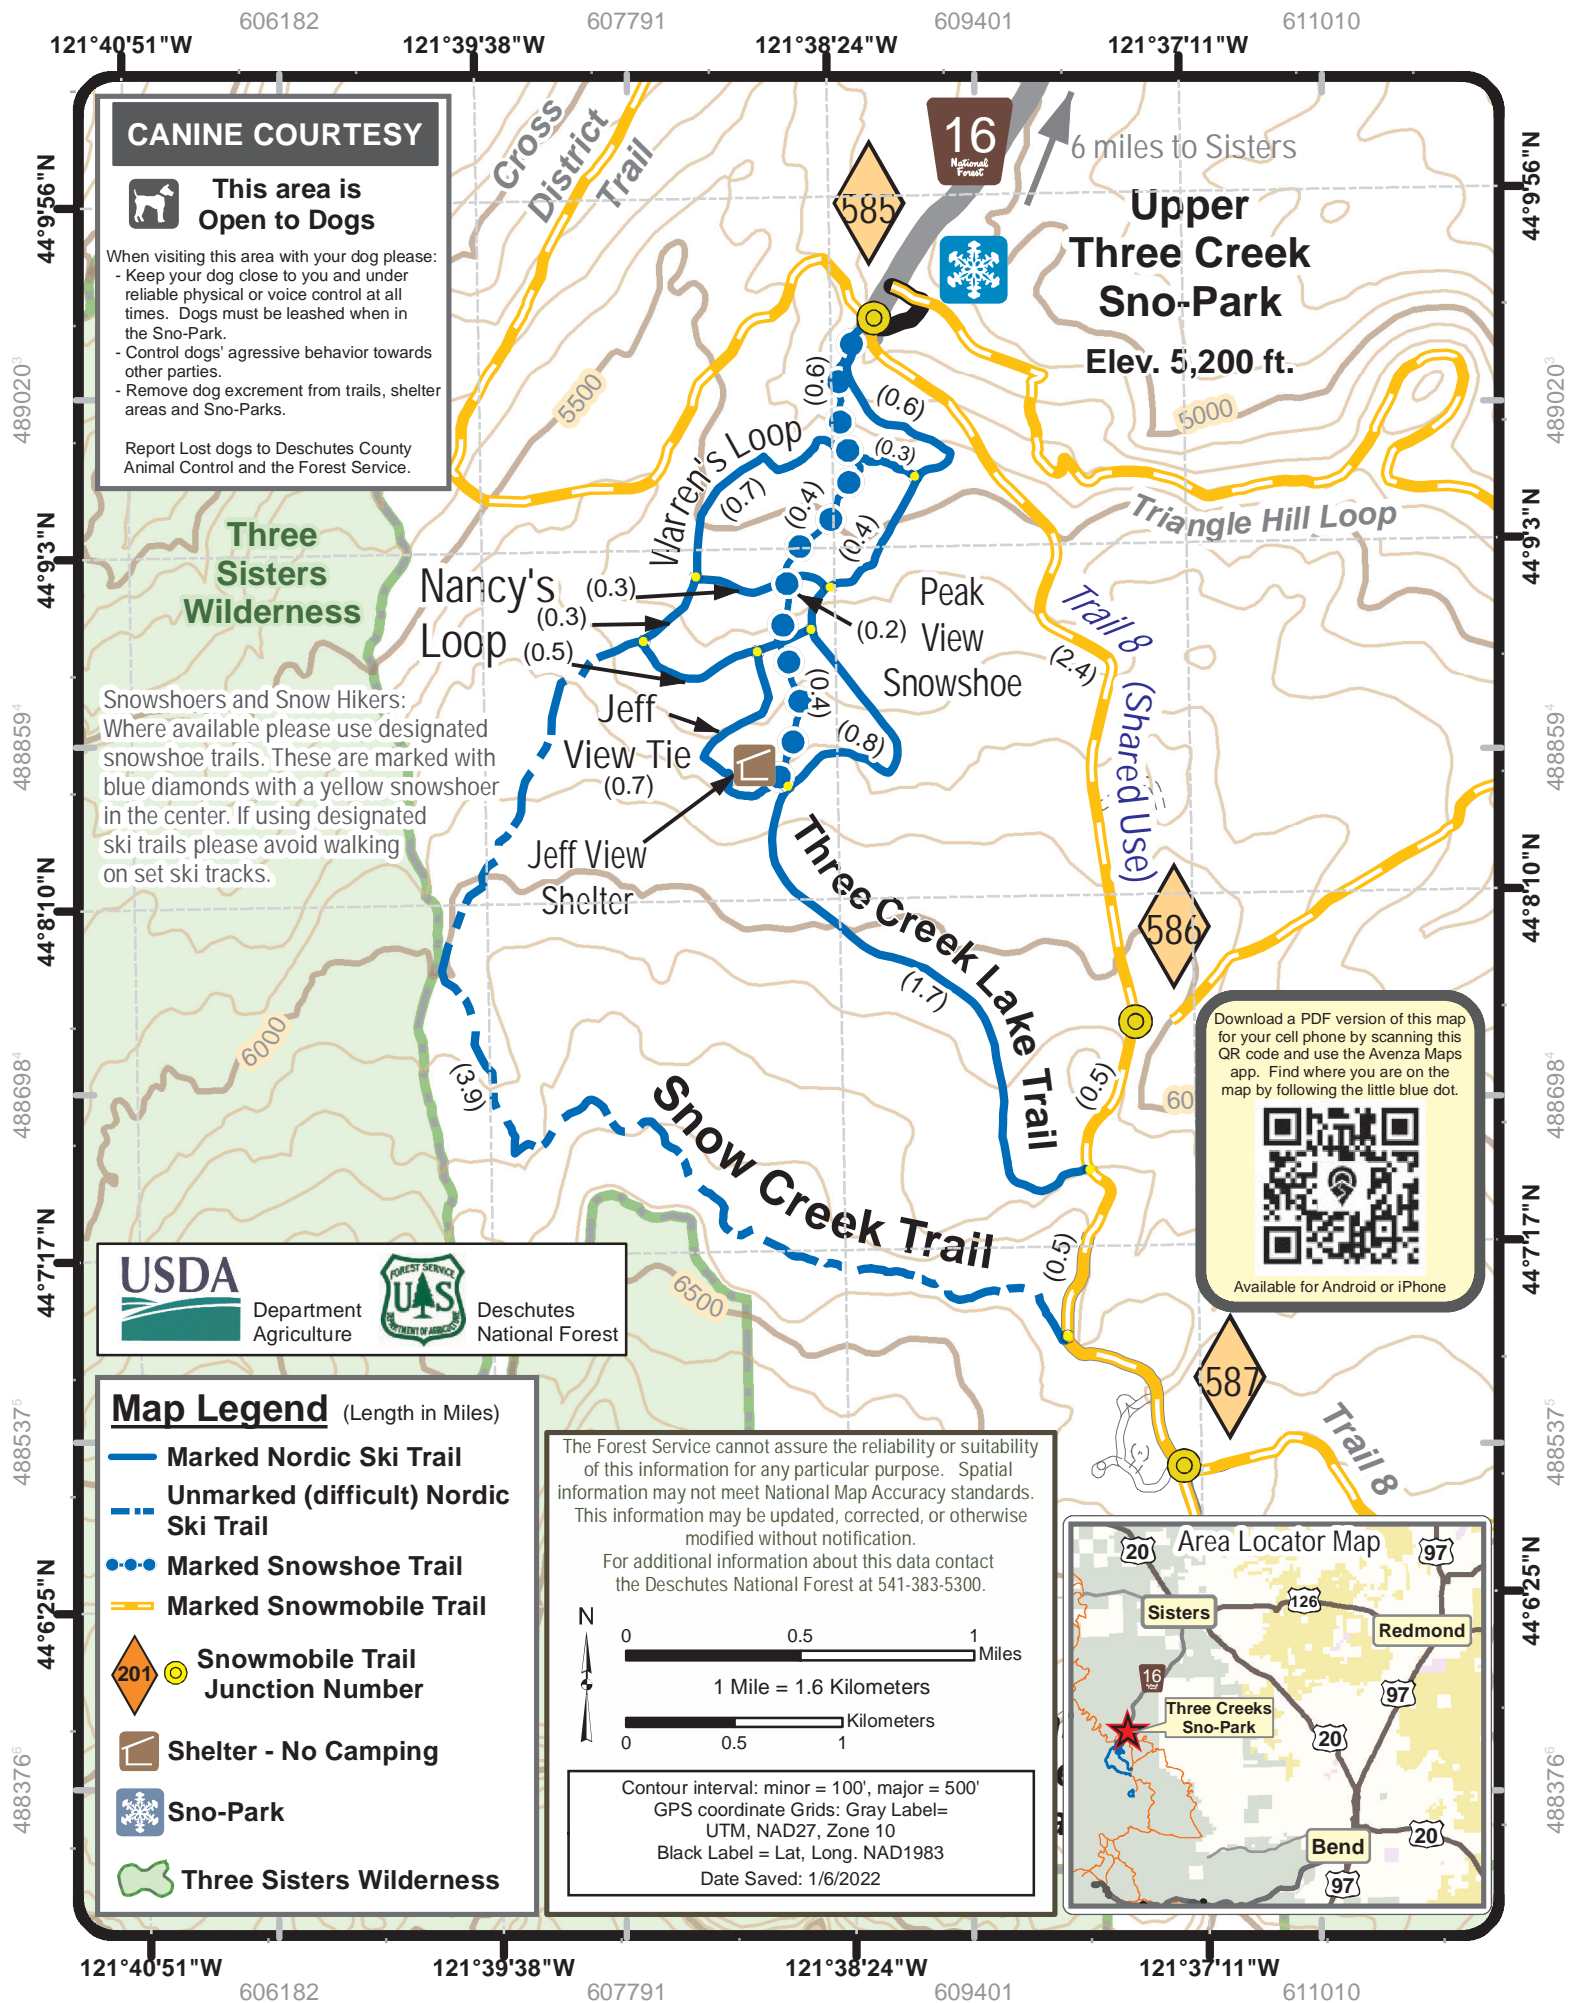 606182
607791
609401
611010
121°40'51"W
121°39'38"W
121°38'24"W
121°37'11"W
CANINE COURTESY
This area is
Open to Dogs
When visiting this area with your dog please:
- Keep your dog close to you and under
reliable physical or voice control at all
times. Dogs must be leashed when in
the Sno-Park.
- Control dogs' agressive behavior towards
other parties.
- Remove dog excrement from trails, shelter
areas and Sno-Parks.
Report Lost dogs to Deschutes County
Animal Control and the Forest Service.
Cross
District
Trail
16
National
Forest
6 miles to Sisters
585
Upper
Three Creek
Sno-Park
Elev. 5,200 ft.
44°9'56"N
44°9'56"N
489020³
489020³
5500
5000
(0.6)
(0.6)
(0.3)
Warren's Loop
(0.7)
(0.4)
(0.4)
Triangle Hill Loop
44°9'3"N
44°9'3"N
Three
Sisters
Wilderness
Nancy's
Loop
(0.3)
(0.3)
(0.5)
(0.2)
Peak
View
Snowshoe
Trail 8
(2.4)
(Shared Use)
Snowshoers and Snow Hikers:
Where available please use designated
snowshoe trails. These are marked with
blue diamonds with a yellow snowshoer
in the center. If using designated
ski trails please avoid walking
on set ski tracks.
Jeff
View Tie
(0.7)
(0.4)
(0.8)
488859⁴
488859⁴
Jeff View
Shelter
44°8'10"N
44°8'10"N
Three Creek Lake Trail
(1.7)
586
6000
(3.9)
(0.5)
60
488698⁴
488698⁴
Download a PDF version of this map
for your cell phone by scanning this
QR code and use the Avenza Maps
app. Find where you are on the
map by following the little blue dot.
Available for Android or iPhone
Snow Creek Trail
(0.5)
44°7'17"N
44°7'17"N
6500
USDA
Department
Agriculture
FOREST SERVICE
UAS
DEPARTMENT OF AGRICULTURE
Deschutes
National Forest
587
Trail 8
488537⁵
488537⁵
Map Legend (Length in Miles)
Marked Nordic Ski Trail
Unmarked (difficult) Nordic
Ski Trail
Marked Snowshoe Trail
Marked Snowmobile Trail
201
Snowmobile Trail
Junction Number
Shelter - No Camping
Sno-Park
Three Sisters Wilderness
The Forest Service cannot assure the reliability or suitability
of this information for any particular purpose. Spatial
information may not meet National Map Accuracy standards.
This information may be updated, corrected, or otherwise
modified without notification.
For additional information about this data contact
the Deschutes National Forest at 541-383-5300.
N
0 0.5 1
Miles
1 Mile = 1.6 Kilometers
Kilometers
0 0.5 1
Contour interval: minor = 100', major = 500'
GPS coordinate Grids: Gray Label=
UTM, NAD27, Zone 10
Black Label = Lat, Long. NAD1983
Date Saved: 1/6/2022
Area Locator Map
20
97
Sisters
126
Redmond
16
97
Three Creeks
Sno-Park
20
Bend
20
97
44°6'25"N
44°6'25"N
488376⁶
488376⁶
121°40'51"W
121°39'38"W
121°38'24"W
121°37'11"W
606182
607791
609401
611010